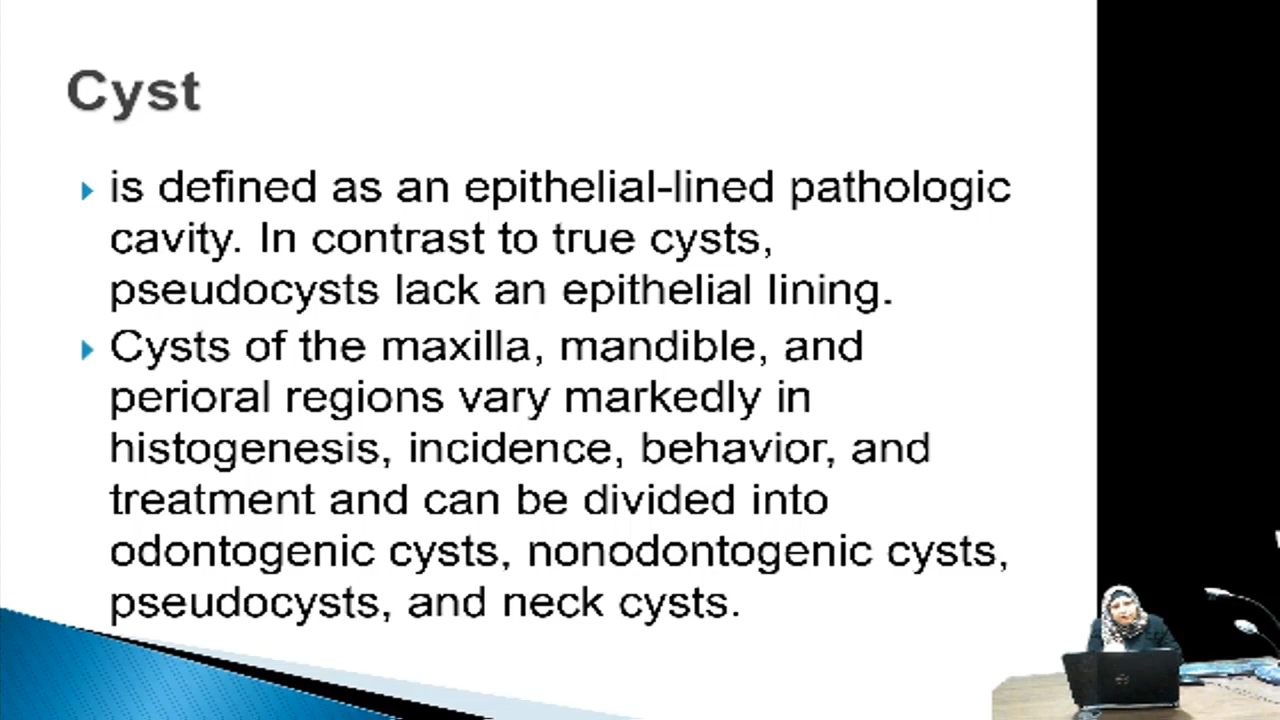 Cyst
is defined as an epithelial-lined pathologic
cavity. In contrast to true cysts,
pseudocysts lack an epithelial lining.
Cysts of the maxilla, mandible, and
perioral regions vary markedly in
histogenesis, incidence, behavior, and
treatment and can be divided into
odontogenic cysts, nonodontogenic cysts,
pseudocysts, and neck cysts.